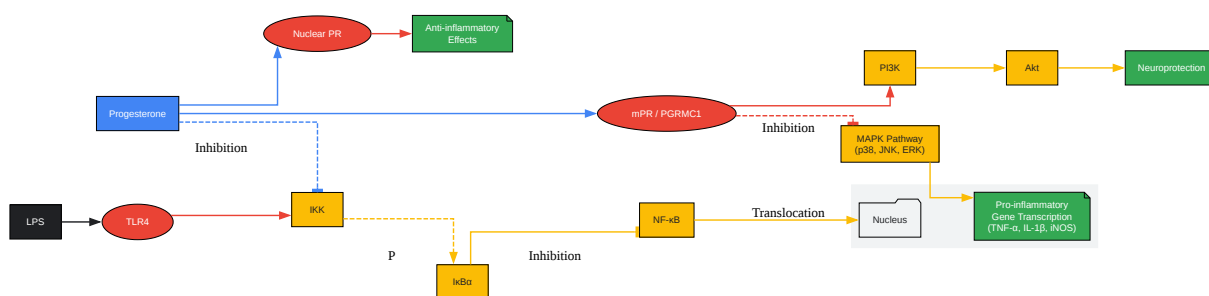 Nuclear PR
Anti-inflammatory
Effects
PI3K
Akt
Neuroprotection
Progesterone
mPR / PGRMC1
Inhibition
MAPK Pathway
(p38, JNK, ERK)
Inhibition
LPS
TLR4
IKK
NF-κB
Translocation
Nucleus
Pro-inflammatory
Gene Transcription
(TNF-α, IL-1β, iNOS)
P
Inhibition
IκBα